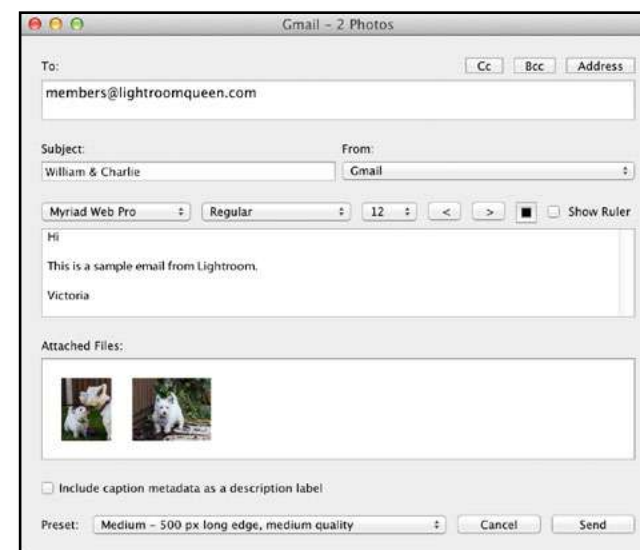 Gmail – 2 Photos
To: Cc Bcc Address
members@lightroomqueen.com
Subject: From:
William & Charlie Gmail
Myriad Web Pro Regular 12 < > Show Ruler
Hi
This is a sample email from Lightroom.
Victoria
Attached Files:
Include caption metadata as a description label
Preset: Medium – 500 px long edge, medium quality Cancel Send